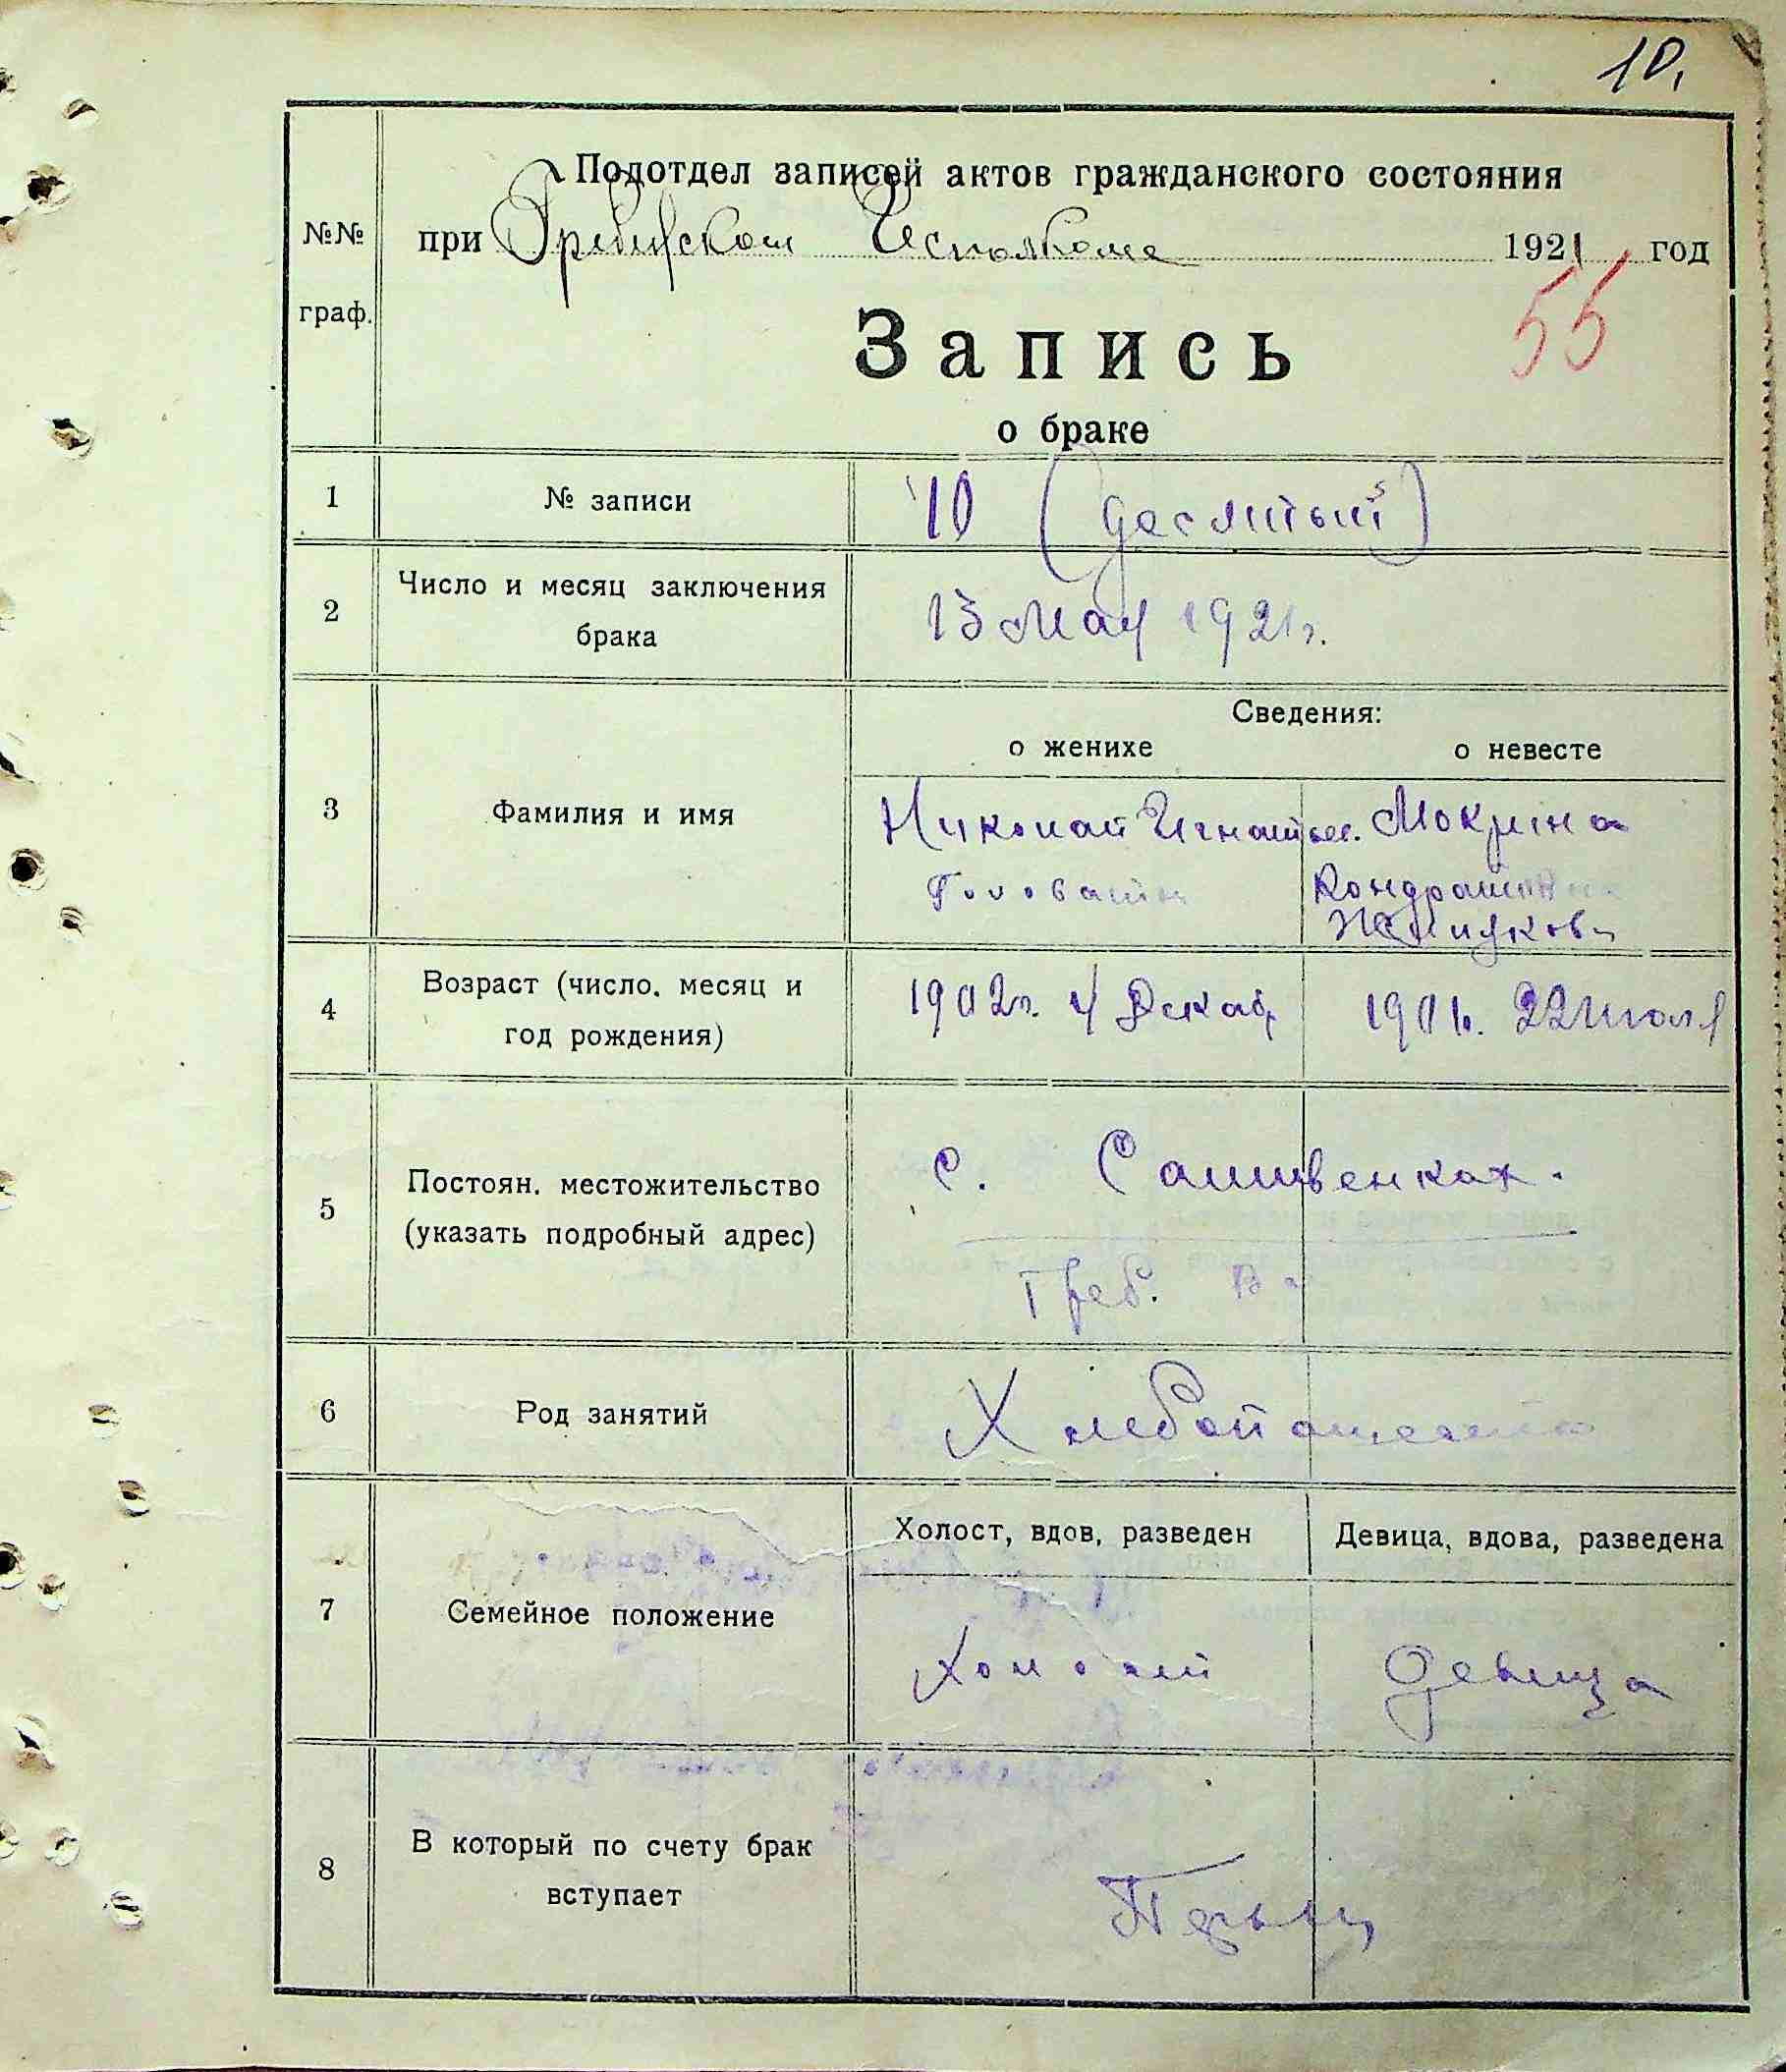 10.
Подотдел записей актов гражданского состояния
№№ при Исполкоме 1921 год
граф.
55
Запись
о браке
1 № записи 10 (десятый)
2 Число и месяц заключения 13 Мая 1921 г.
брака
Сведения:
о женихе о невесте
3 Фамилия и имя Николай Игнатьев. Мокрина
Головатий Кондратовна
4 Возраст (число, месяц и 1902 г. 4 Декаб 1901 г. 22 Июля
год рождения)
5 Постоян. местожительство с.
(указать подробный адрес)
Греб.
6 Род занятий Хлебопашество
Холост, вдов, разведен Девица, вдова, разведена
7 Семейное положение
Холостой Девица
8 В который по счету брак
вступает Первый